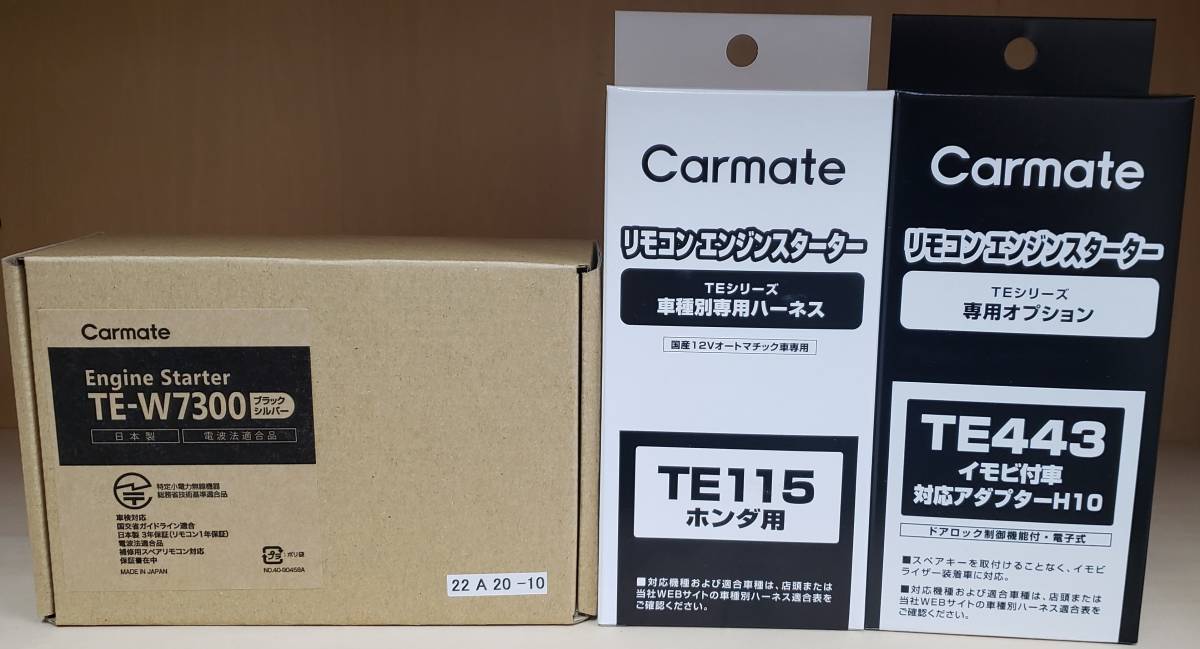 Carmate
Engine Starter
TE-W7300 ブラック シルバー
日本製 電波法適合品
特定小電力無線機器
総務省技術基準適合品
車検対応
国交省ガイドライン適合
日本製 3年保証(リモコン1年保証)
電波法適合品
補修用スペアリモコン対応
保証書在中
MADE IN JAPAN
プラ :ポリ袋
NO.40-90458A
22 A 20-10
Carmate
リモコンエンジンスターター
TEシリーズ
車種別専用ハーネス
国産12Vオートマチック車専用
TE115
ホンダ用
■対応機種および適合車種は、店頭または
当社WEBサイトの車種別ハーネス適合表を
ご確認ください。
Carmate
リモコンエンジンスターター
TEシリーズ
専用オプション
TE443
イモビ付車
対応アダプターH10
ドアロック制御機能付・電子式
■スペアキーを取付けることなく、イモビ
ライザー装着車に対応。
■対応機種および適合車種は、店頭または
当社WEBサイトの車種別ハーネス適合表を
ご確認ください。